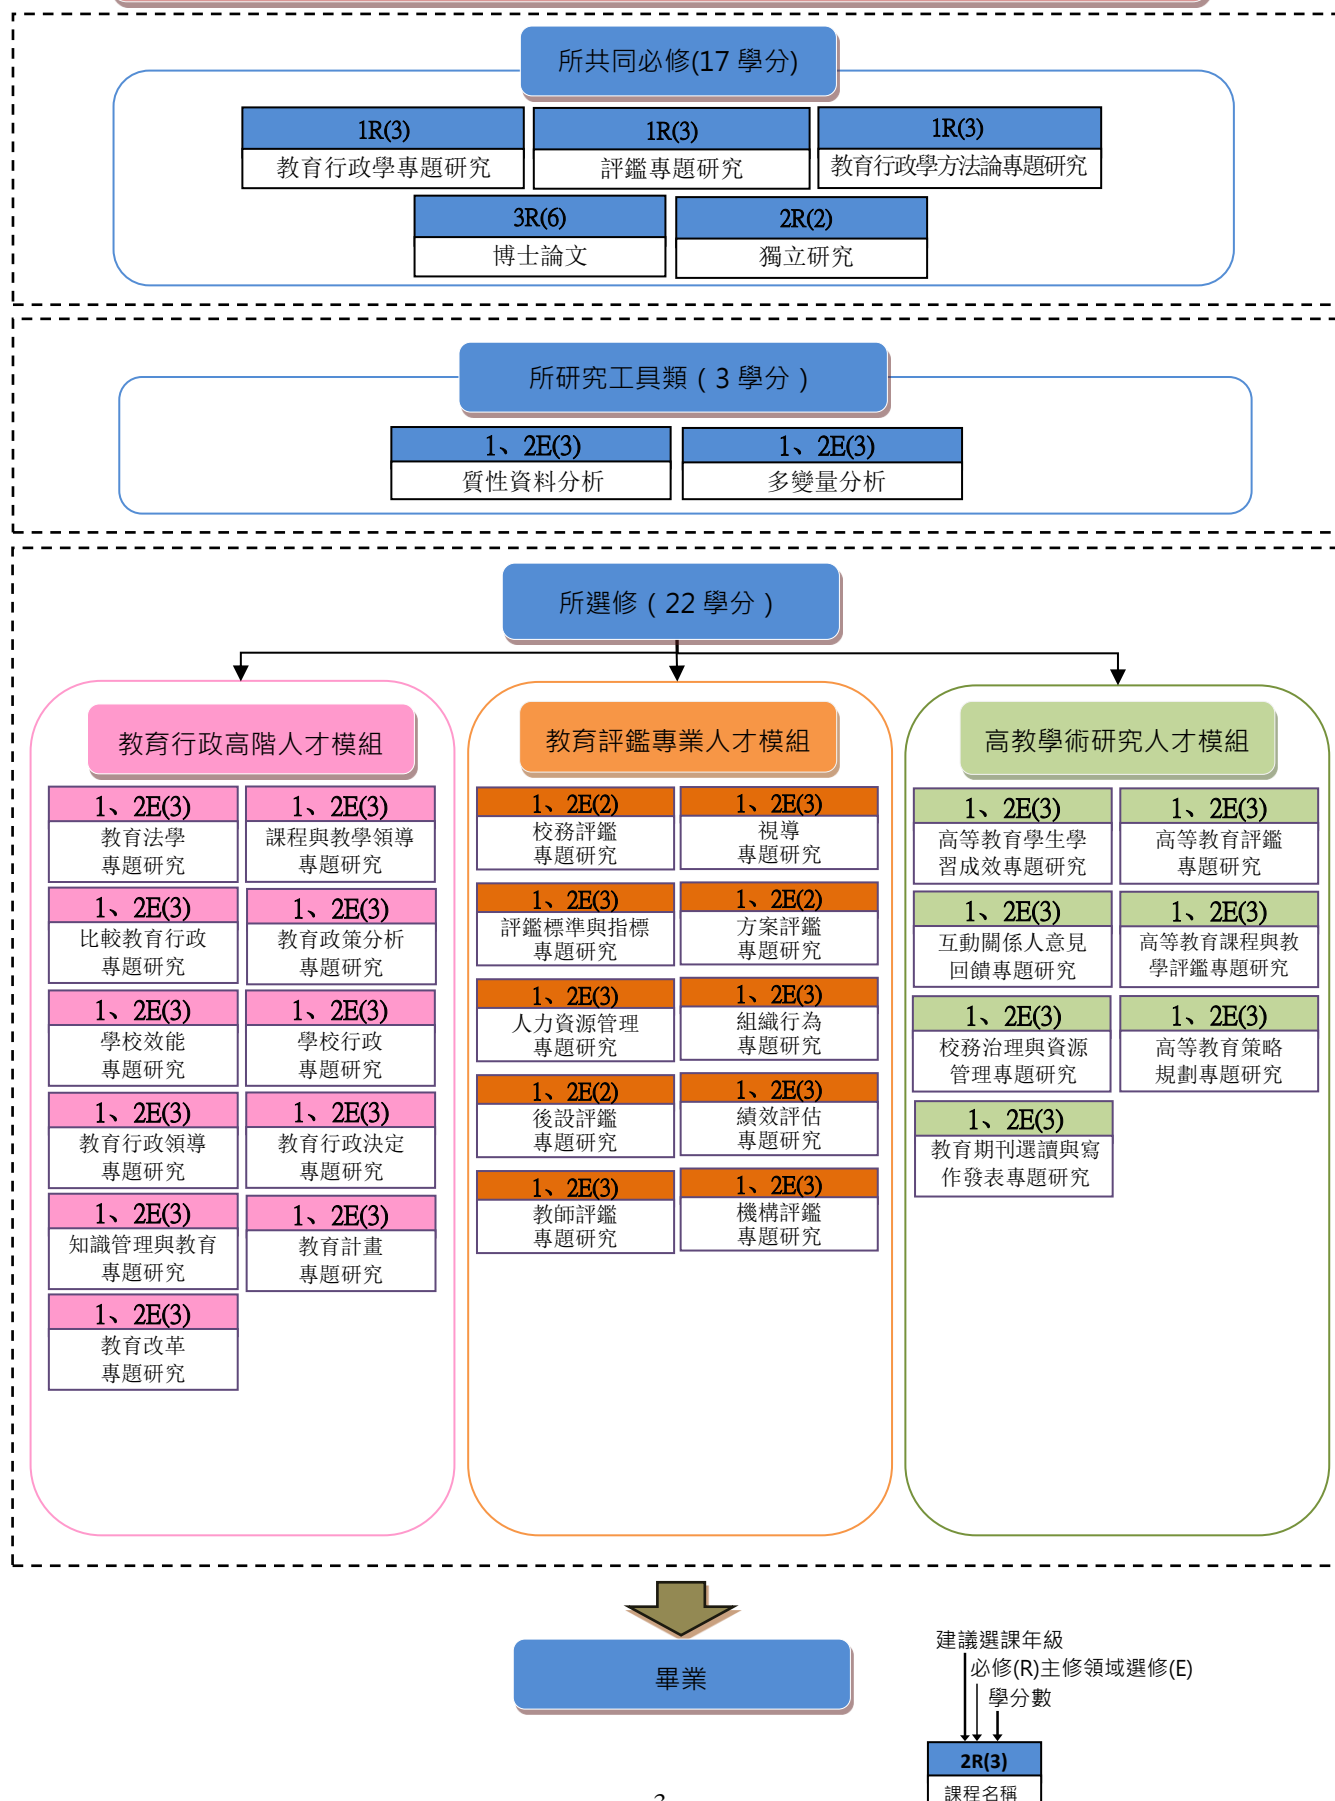 所共同必修(17 學分)
1R(3)
教育行政學專題研究
1R(3)
評鑑專題研究
1R(3)
教育行政學方法論專題研究
3R(6)
博士論文
2R(2)
獨立研究
所研究工具類（3 學分）
1、2E(3)
質性資料分析
1、2E(3)
多變量分析
所選修（22 學分）
教育行政高階人才模組
1、2E(3)
教育法學
專題研究
1、2E(3)
課程與教學領導
專題研究
1、2E(3)
比較教育行政
專題研究
1、2E(3)
教育政策分析
專題研究
1、2E(3)
學校效能
專題研究
1、2E(3)
學校行政
專題研究
1、2E(3)
教育行政領導
專題研究
1、2E(3)
教育行政決定
專題研究
1、2E(3)
知識管理與教育
專題研究
1、2E(3)
教育計畫
專題研究
1、2E(3)
教育改革
專題研究
教育評鑑專業人才模組
1、2E(2)
校務評鑑
專題研究
1、2E(3)
視導
專題研究
1、2E(3)
評鑑標準與指標
專題研究
1、2E(2)
方案評鑑
專題研究
1、2E(3)
人力資源管理
專題研究
1、2E(3)
組織行為
專題研究
1、2E(2)
後設評鑑
專題研究
1、2E(3)
績效評估
專題研究
1、2E(3)
教師評鑑
專題研究
1、2E(3)
機構評鑑
專題研究
高教學術研究人才模組
1、2E(3)
高等教育學生學
習成效專題研究
1、2E(3)
高等教育評鑑
專題研究
1、2E(3)
互動關係人意見
回饋專題研究
1、2E(3)
高等教育課程與教
學評鑑專題研究
1、2E(3)
校務治理與資源
管理專題研究
1、2E(3)
高等教育策略
規劃專題研究
1、2E(3)
教育期刊選讀與寫
作發表專題研究
畢業
建議選課年級
必修(R)主修領域選修(E)
學分數
2R(3)
課程名稱